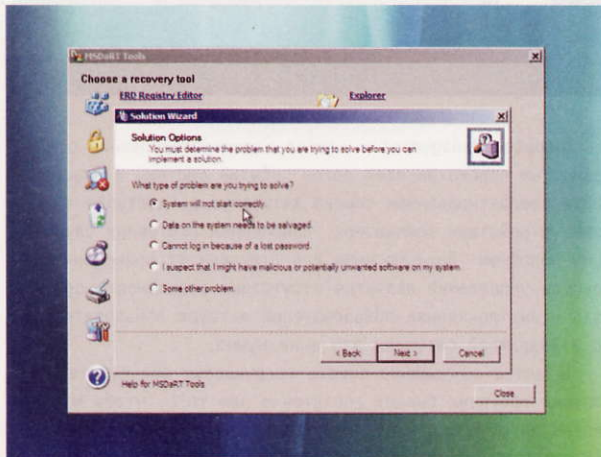 MSDaRT Tools
Choose a recovery tool
ERD Registry Editor
Explorer
Solution Wizard
Solution Options
You must determine the problem that you are trying to solve before you can
implement a solution.
What type of problem are you trying to solve?
System will not start correctly.
Data on the system needs to be salvaged.
Cannot log in because of a lost password.
I suspect that I might have malicious or potentially unwanted software on my system.
Some other problem.
< Back
Next >
Cancel
Help for MSDaRT Tools
Close